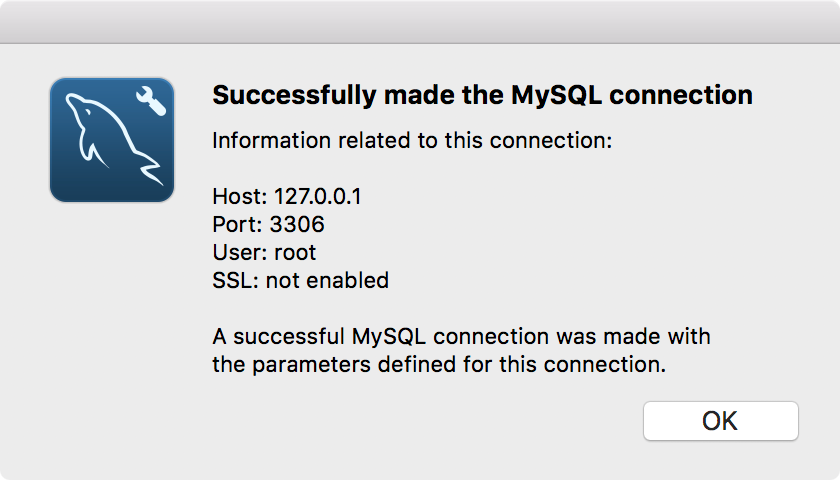 Successfully made the MySQL connection
Information related to this connection:
Host: 127.0.0.1
Port: 3306
User: root
SSL: not enabled
A successful MySQL connection was made with
the parameters defined for this connection.
OK